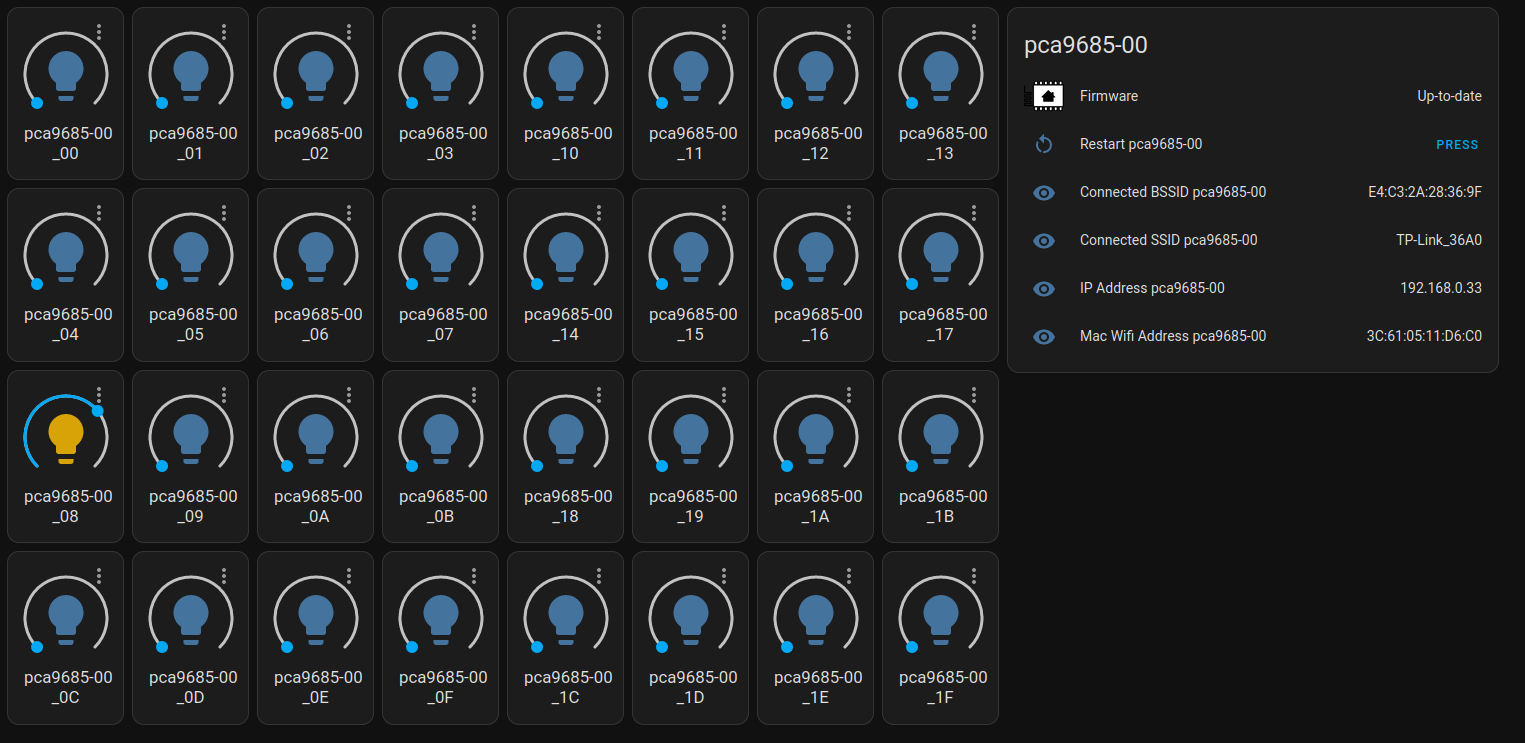 pca9685-00
_00
pca9685-00
_01
pca9685-00
_02
pca9685-00
_03
pca9685-00
_10
pca9685-00
_11
pca9685-00
_12
pca9685-00
_13
pca9685-00
_04
pca9685-00
_05
pca9685-00
_06
pca9685-00
_07
pca9685-00
_14
pca9685-00
_15
pca9685-00
_16
pca9685-00
_17
pca9685-00
_08
pca9685-00
_09
pca9685-00
_0A
pca9685-00
_0B
pca9685-00
_18
pca9685-00
_19
pca9685-00
_1A
pca9685-00
_1B
pca9685-00
_0C
pca9685-00
_0D
pca9685-00
_0E
pca9685-00
_0F
pca9685-00
_1C
pca9685-00
_1D
pca9685-00
_1E
pca9685-00
_1F
pca9685-00
Firmware Up-to-date
Restart pca9685-00 PRESS
Connected BSSID pca9685-00 E4:C3:2A:28:36:9F
Connected SSID pca9685-00 TP-Link_36A0
IP Address pca9685-00 192.168.0.33
Mac Wifi Address pca9685-00 3C:61:05:11:D6:C0